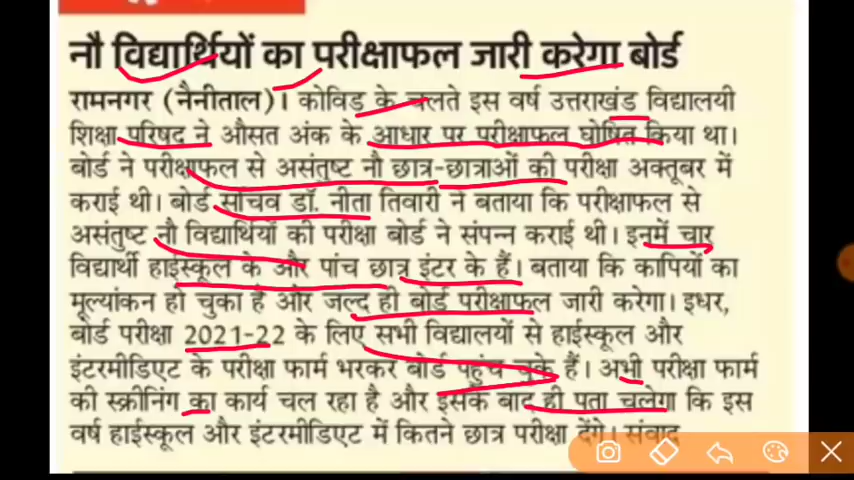 नौ विद्यार्थियों का परीक्षाफल जारी करेगा बोर्ड
रामनगर (नैनीताल)। कोविड के चलते इस वर्ष उत्तराखंड विद्यालयी
शिक्षा परिषद ने औसत अंक के आधार पर परीक्षाफल घोषित किया था।
बोर्ड ने परीक्षाफल से असंतुष्ट नौ छात्र-छात्राओं की परीक्षा अक्तूबर में
कराई थी। बोर्ड सचिव डॉ. नीता तिवारी ने बताया कि परीक्षाफल से
असंतुष्ट नौ विद्यार्थियों की परीक्षा बोर्ड ने संपन्न कराई थी। इनमें चार
विद्यार्थी हाईस्कूल के और पांच छात्र इंटर के हैं। बताया कि कापियों का
मूल्यांकन हो चुका है और जल्द ही बोर्ड परीक्षाफल जारी करेगा। इधर,
बोर्ड परीक्षा 2021-22 के लिए सभी विद्यालयों से हाईस्कूल और
इंटरमीडिएट के परीक्षा फार्म भरकर बोर्ड पहुंच चुके हैं। अभी परीक्षा फार्म
की स्क्रीनिंग का कार्य चल रहा है और इसके बाद ही पता चलेगा कि इस
वर्ष हाईस्कूल और इंटरमीडिएट में कितने छात्र परीक्षा देंगे। संवाद